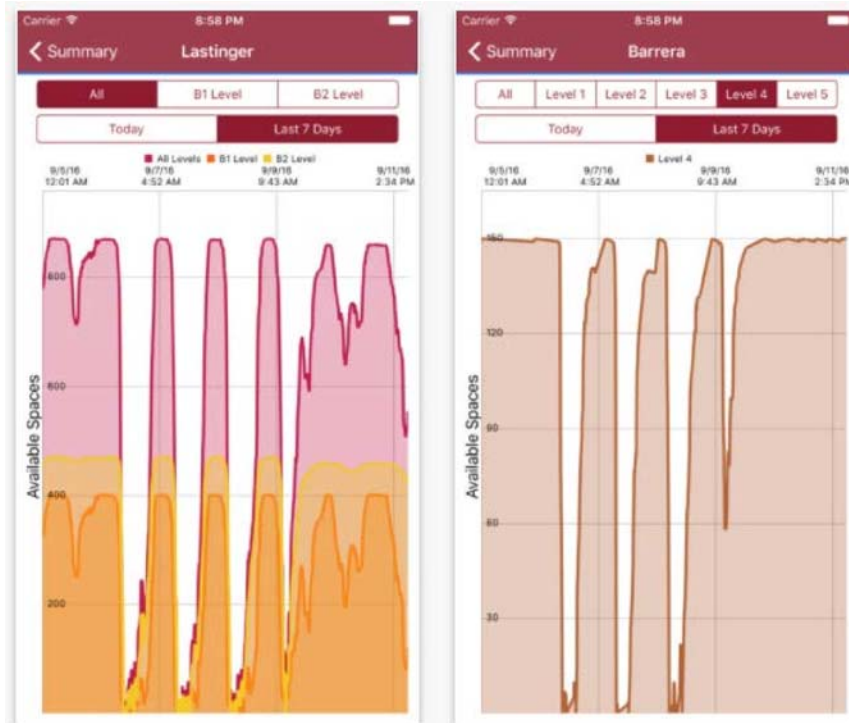 Carrier 8:58 PM
Summary Lastinger
All B1 Level B2 Level
Today Last 7 Days
All Levels B1 Level B2 Level
9/5/16 9/7/16 9/9/16 9/11/16
12:01 AM 4:52 AM 9:43 AM 2:34 PM
800
600
400
200
Available Spaces
Carrier 8:58 PM
Summary Barrera
All Level 1 Level 2 Level 3 Level 4 Level 5
Today Last 7 Days
Level 4
9/5/16 9/7/16 9/9/16 9/11/16
12:01 AM 4:52 AM 9:43 AM 2:34 PM
150
120
90
60
30
Available Spaces